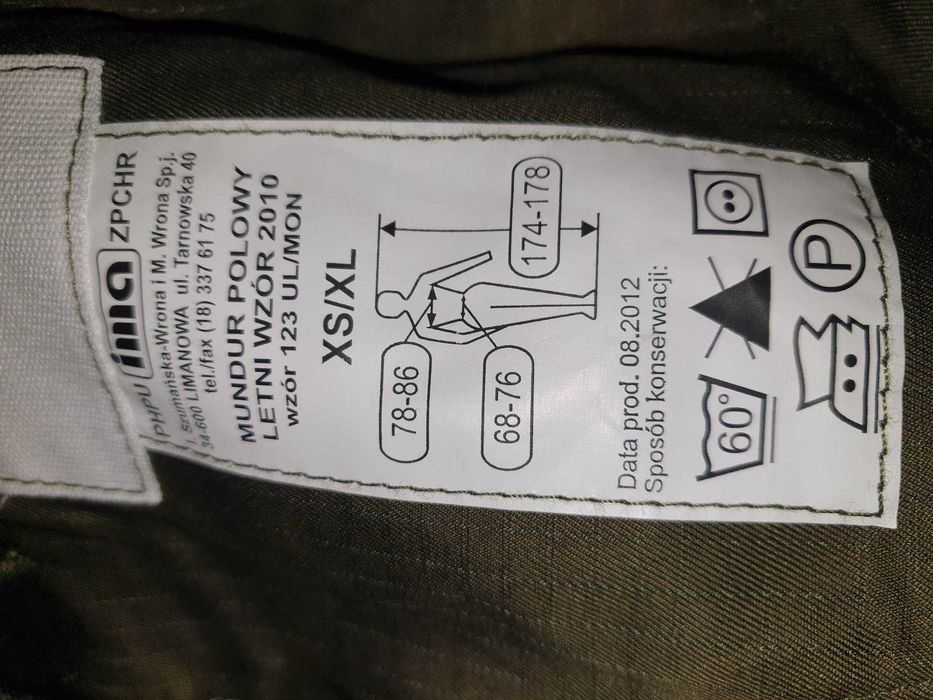 PHPU ima ZPCHR
I. Szumańska-Wrona i M. Wrona Sp.j.
34-600 LIMANOWA ul. Tarnowska 40
tel./fax (18) 337 61 75
MUNDUR POLOWY
LETNI WZÓR 2010
wzór 123 UL/MON
XS/XL
78-86
174-178
68-76
Data prod. 08.2012
Sposób konserwacji:
60°
P